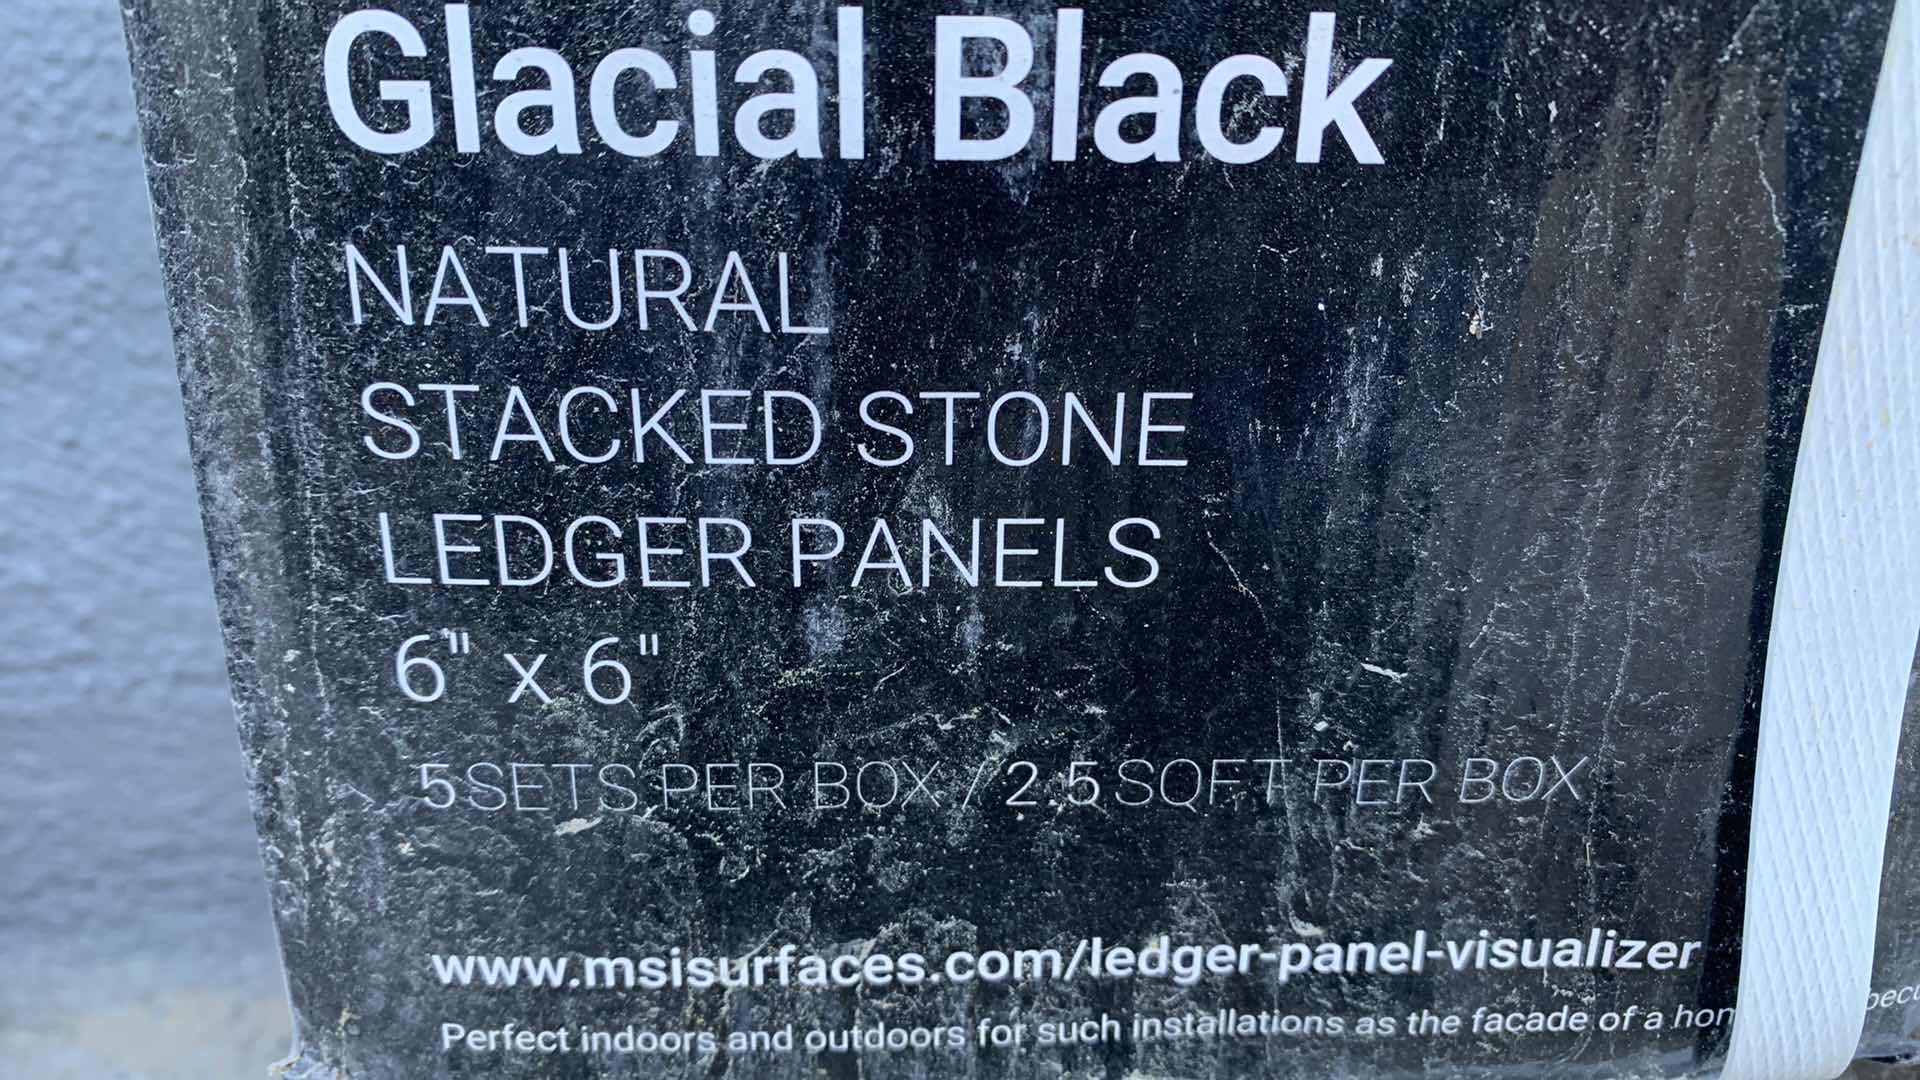 Glacial Black
NATURAL
STACKED STONE
LEDGER PANELS
6" x 6"
5 SETS PER BOX / 2.5 SQFT PER BOX
www.msisurfaces.com/ledger-panel-visualizer
Perfect indoors and outdoors for such installations as the facade of a